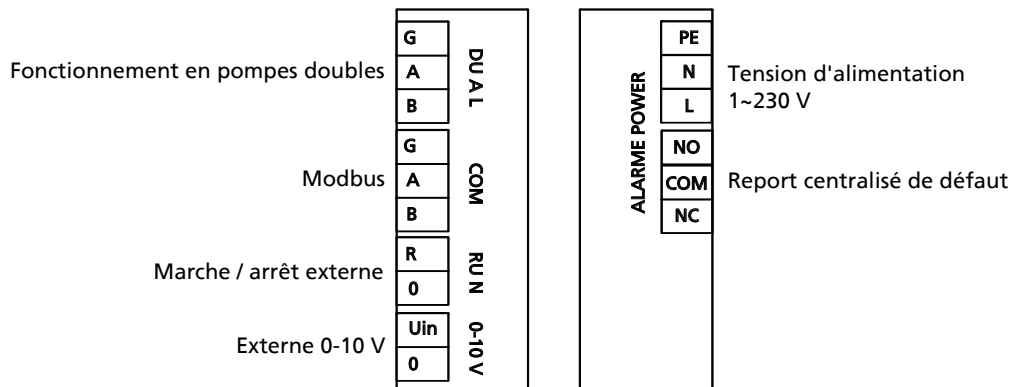 Fonctionnement en pompes doubles
G
A
B
DUAL
Modbus
G
A
B
COM
Marche / arrêt externe
R
0
RUN
Externe 0-10 V
Uin
0
0-10 V
ALARME POWER
PE
N
L
Tension d'alimentation
1~230 V
NO
COM
NC
Report centralisé de défaut